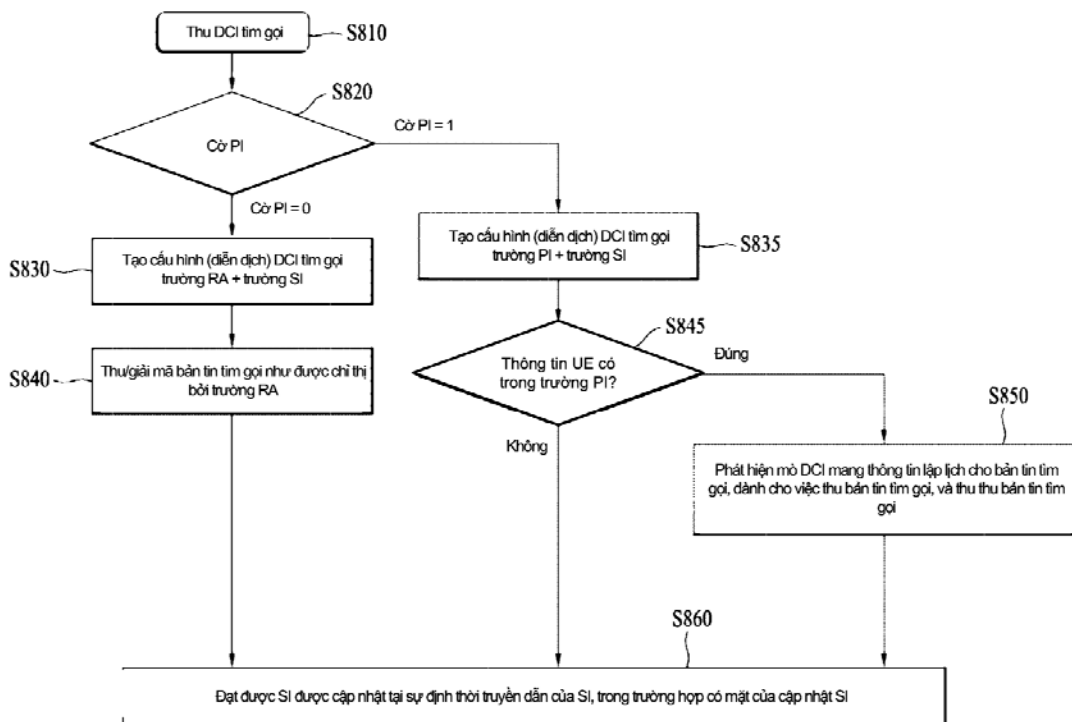 Thu DCI tìm gọi
S810
S820
Cờ PI
Cờ PI = 1
Cờ PI = 0
S830
Tạo cấu hình (diễn dịch) DCI tìm gọi
trường RA + trường SI
Tạo cấu hình (diễn dịch) DCI tìm gọi
trường PI + trường SI
S835
S840
Thu/giải mã bản tin tìm gọi như được chỉ thị
bởi trường RA
S845
Thông tin UE có
trong trường PI?
Đúng
Không
S850
Phát hiện mò DCI mang thông tin lập lịch cho bản tin tìm
gọi, dành cho việc thu bản tin tìm gọi, và thu thu bản tin tìm
gọi
S860
Đạt được SI được cập nhật tại sự định thời truyền dẫn của SI, trong trường hợp có mặt của cập nhật SI